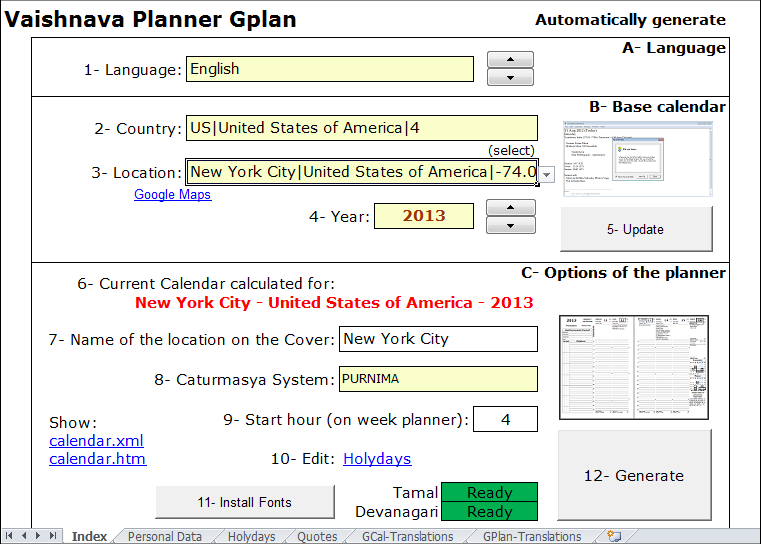 Vaishnava Planner Gplan
Automatically generate
A- Language
1- Language: English
B- Base calendar
2- Country: US|United States of America|4
(select)
3- Location: New York City|United States of America|-74.0
Google Maps
4- Year: 2013
5- Update
C- Options of the planner
6- Current Calendar calculated for:
New York City - United States of America - 2013
7- Name of the location on the Cover: New York City
8- Caturmasya System: PURNIMA
9- Start hour (on week planner): 4
Show:
calendar.xml
calendar.htm
10- Edit: Holydays
12- Generate
11- Install Fonts
Tamal Ready
Devanagari Ready
Index Personal Data Holydays Quotes GCal-Translations GPlan-Translations